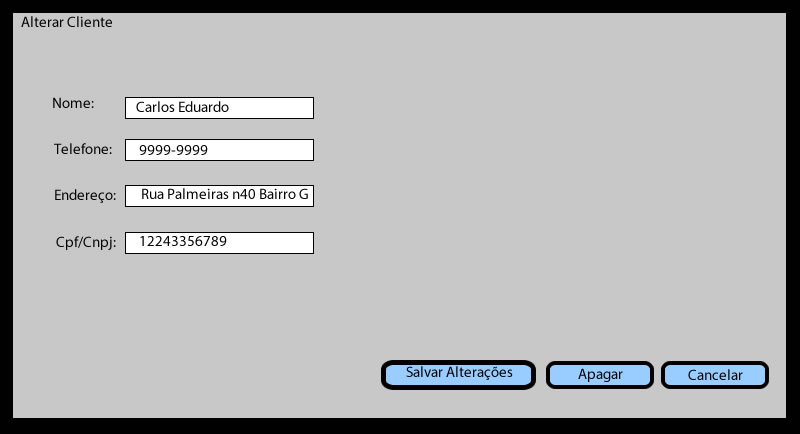 Alterar Cliente
Nome: Carlos Eduardo
Telefone: 9999-9999
Endereço: Rua Palmeiras n40 Bairro G
Cpf/Cnpj: 12243356789
Salvar Alterações Apagar Cancelar